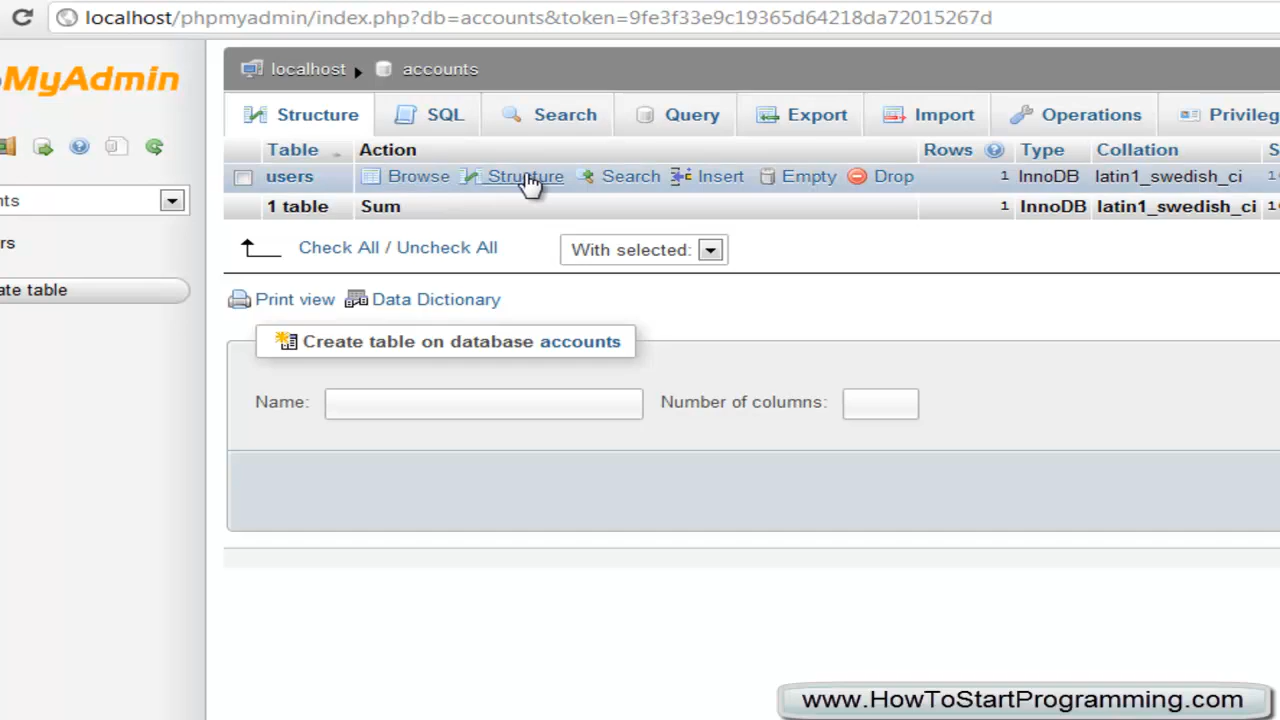 localhost/phpmyadmin/index.php?db=accounts&token=9fe3f33e9c19365d64218da72015267d
MyAdmin
localhost accounts
Structure SQL Search Query Export Import Operations Privileg
Table Action Rows Type Collation S
users Browse Structure Search Insert Empty Drop 1 InnoDB latin1_swedish_ci 1
1 table Sum 1 InnoDB latin1_swedish_ci 1
nts
rs
ate table
Check All / Uncheck All With selected:
Print view Data Dictionary
Create table on database accounts
Name: Number of columns:
www.HowToStartProgramming.com